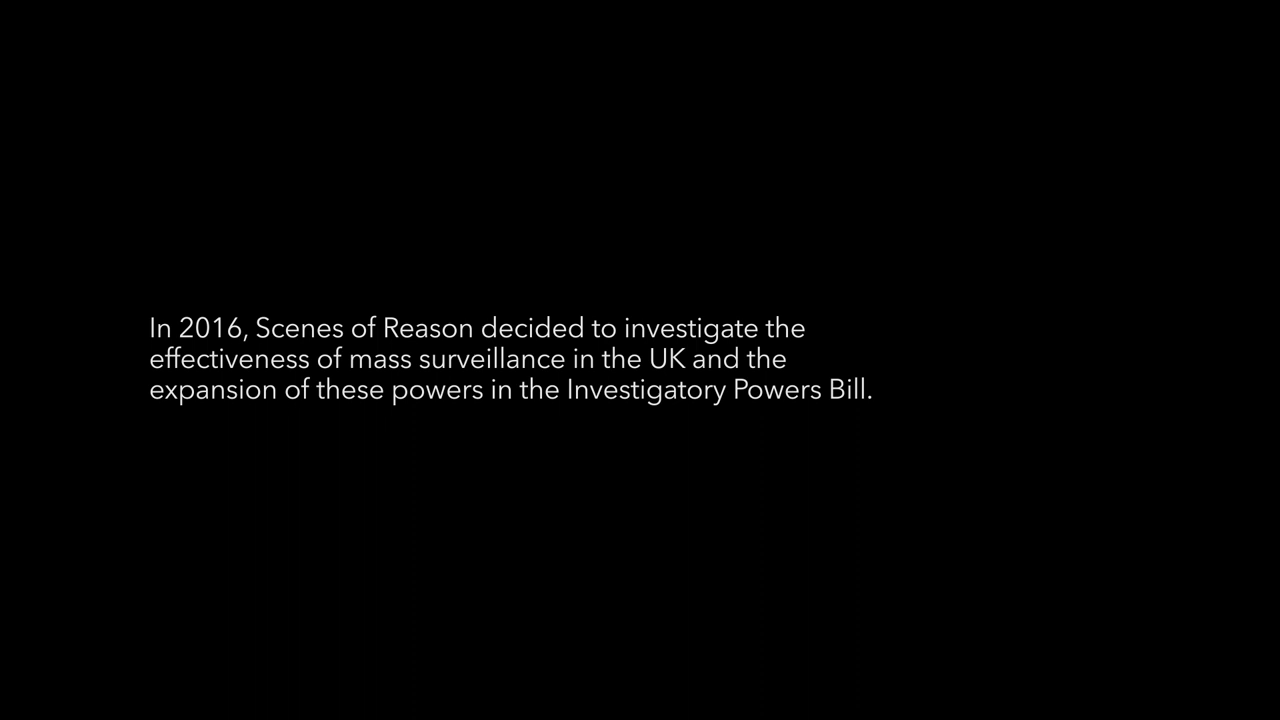 In 2016, Scenes of Reason decided to investigate the
effectiveness of mass surveillance in the UK and the
expansion of these powers in the Investigatory Powers Bill.